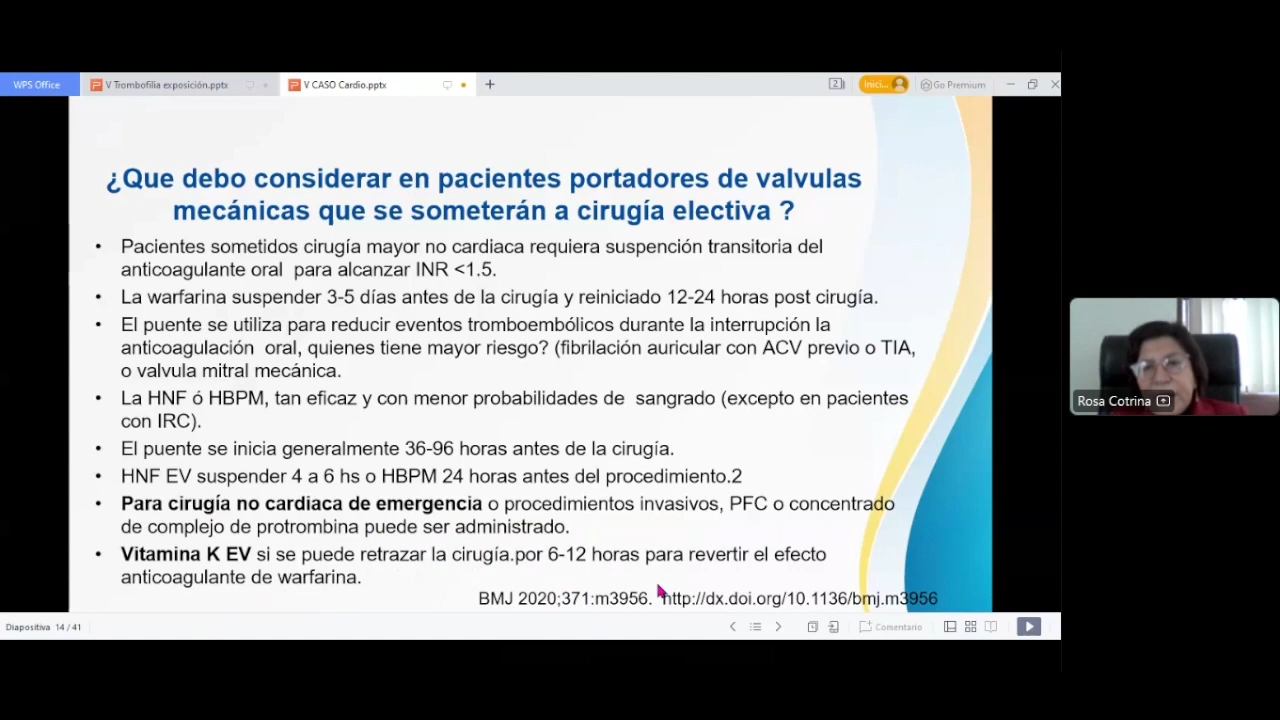 WPS Office
V Trombofilia exposición.pptx
V CASO Cardio.pptx
2
Inici...
Go Premium
¿Que debo considerar en pacientes portadores de valvulas
mecánicas que se someterán a cirugía electiva ?
• Pacientes sometidos cirugía mayor no cardiaca requiera suspención transitoria del
anticoagulante oral para alcanzar INR <1.5.
• La warfarina suspender 3-5 días antes de la cirugía y reiniciado 12-24 horas post cirugía.
• El puente se utiliza para reducir eventos tromboembólicos durante la interrupción la
anticoagulación oral, quienes tiene mayor riesgo? (fibrilación auricular con ACV previo o TIA,
o valvula mitral mecánica.
• La HNF ó HBPM, tan eficaz y con menor probabilidades de sangrado (excepto en pacientes
con IRC).
• El puente se inicia generalmente 36-96 horas antes de la cirugía.
• HNF EV suspender 4 a 6 hs o HBPM 24 horas antes del procedimiento.2
• Para cirugía no cardiaca de emergencia o procedimientos invasivos, PFC o concentrado
de complejo de protrombina puede ser administrado.
• Vitamina K EV si se puede retrazar la cirugía.por 6-12 horas para revertir el efecto
anticoagulante de warfarina.
BMJ 2020;371:m3956. http://dx.doi.org/10.1136/bmj.m3956
Diapositiva 14 / 41
Comentario
Rosa Cotrina